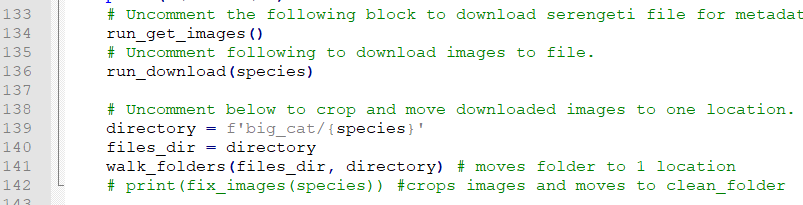 133 # Uncomment the following block to download serengeti file for metadat
134 run_get_images()
135 # Uncomment following to download images to file.
136 run_download(species)
137
138 # Uncomment below to crop and move downloaded images to one location.
139 directory = f'big_cat/{species}'
140 files_dir = directory
141 walk_folders(files_dir, directory) # moves folder to 1 location
142 # print(fix_images(species)) #crops images and moves to clean_folder
143